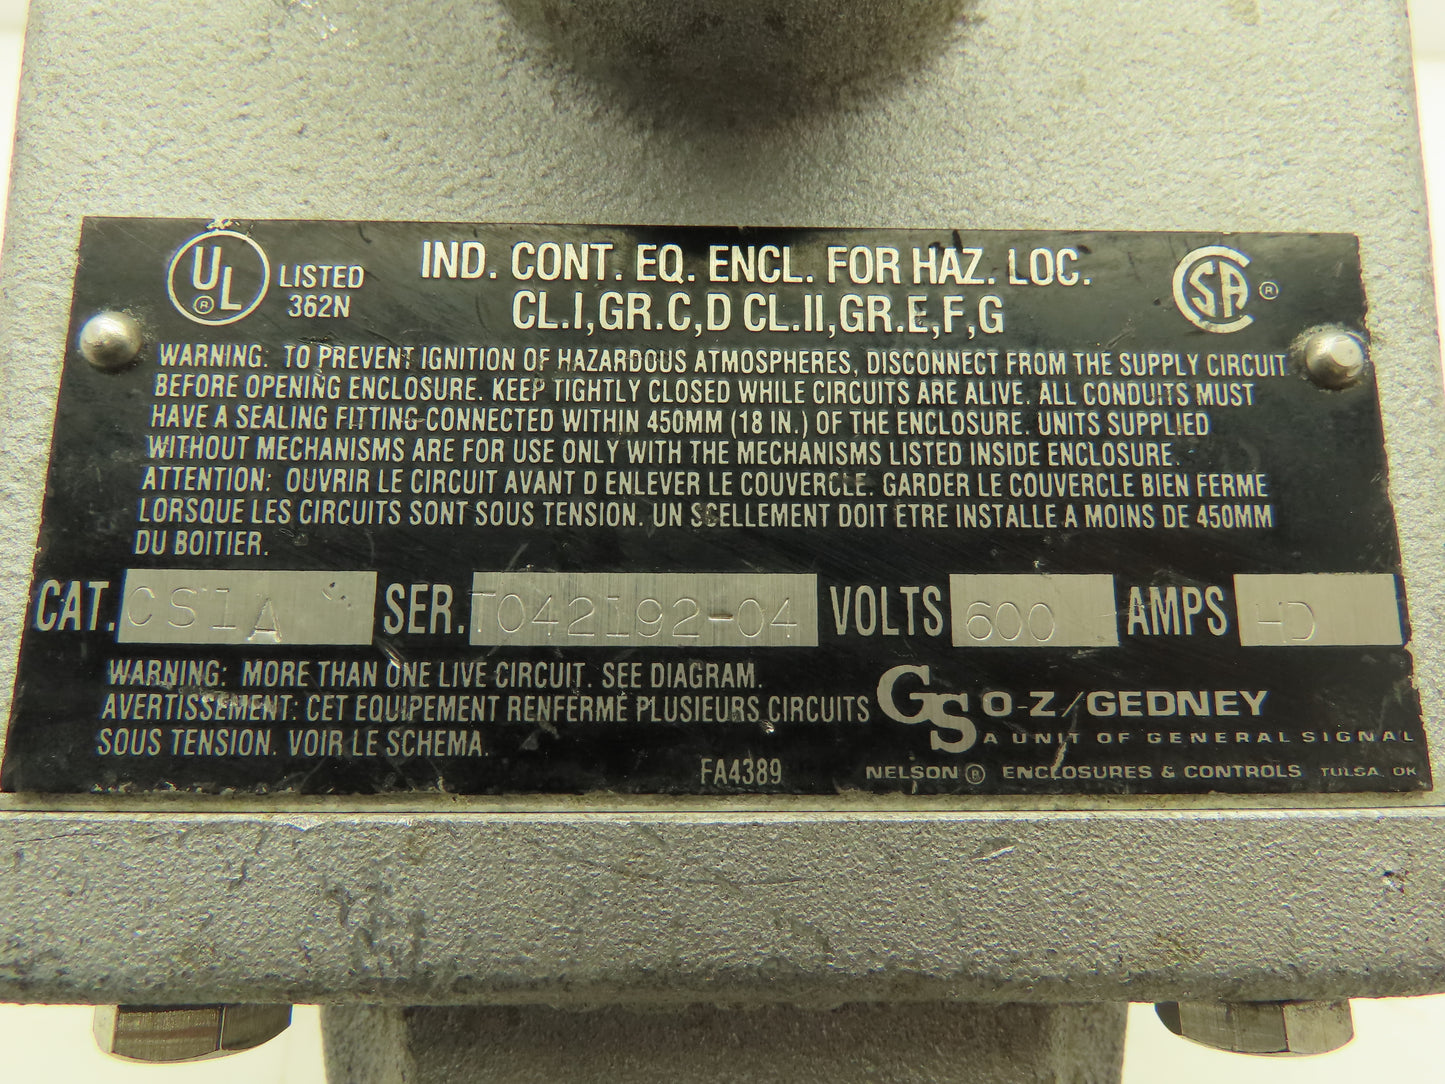 UL ® LISTED 362N
IND. CONT. EQ. ENCL. FOR HAZ. LOC.
CL.I,GR.C,D CL.II,GR.E,F,G
SA ®
WARNING: TO PREVENT IGNITION OF HAZARDOUS ATMOSPHERES, DISCONNECT FROM THE SUPPLY CIRCUIT
BEFORE OPENING ENCLOSURE. KEEP TIGHTLY CLOSED WHILE CIRCUITS ARE ALIVE. ALL CONDUITS MUST
HAVE A SEALING FITTING CONNECTED WITHIN 450MM (18 IN.) OF THE ENCLOSURE. UNITS SUPPLIED
WITHOUT MECHANISMS ARE FOR USE ONLY WITH THE MECHANISMS LISTED INSIDE ENCLOSURE.
ATTENTION: OUVRIR LE CIRCUIT AVANT D ENLEVER LE COUVERCLE. GARDER LE COUVERCLE BIEN FERME
LORSQUE LES CIRCUITS SONT SOUS TENSION. UN SCELLEMENT DOIT ETRE INSTALLE A MOINS DE 450MM
DU BOITIER.
CAT. CS1A SER. T042192-04 VOLTS 600 AMPS HD
WARNING: MORE THAN ONE LIVE CIRCUIT. SEE DIAGRAM.
AVERTISSEMENT: CET EQUIPEMENT RENFERME PLUSIEURS CIRCUITS
SOUS TENSION. VOIR LE SCHEMA.
GS O-Z/GEDNEY
A UNIT OF GENERAL SIGNAL
FA4389
NELSON ® ENCLOSURES & CONTROLS TULSA, OK